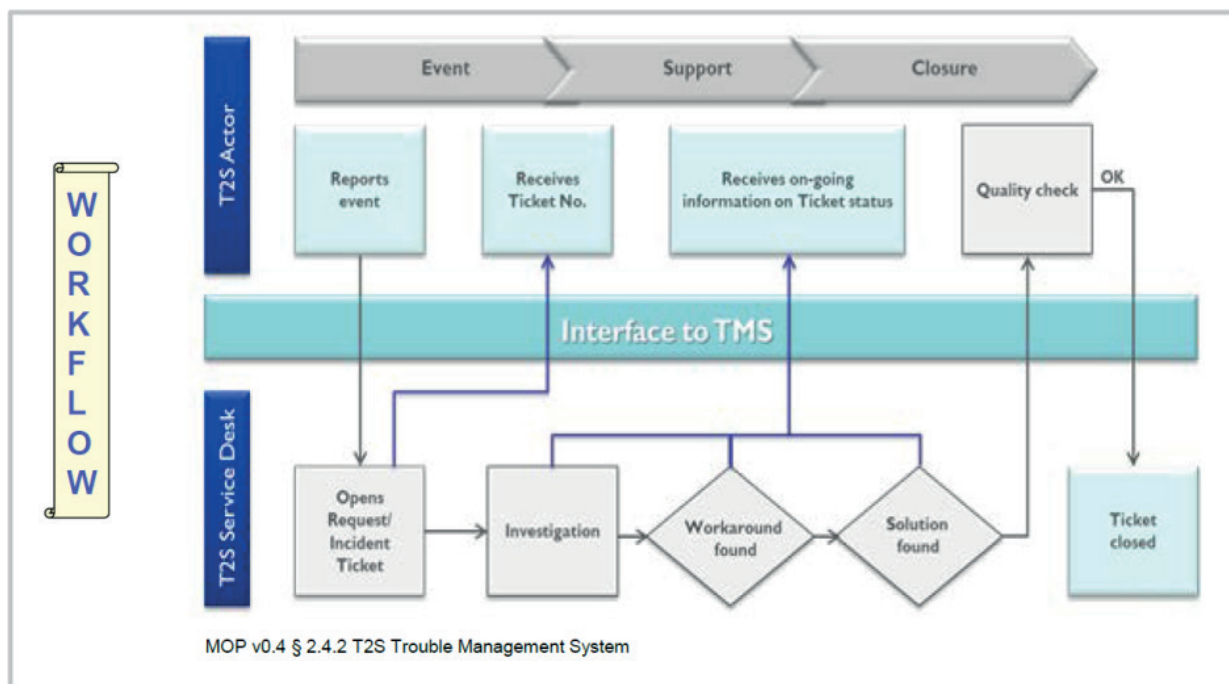 WORKFLOW
T2S Actor
Event
Support
Closure
Reports
event
Receives
Ticket No.
Receives on-going
information on Ticket status
Quality check
OK
Interface to TMS
T2S Service Desk
Opens
Request/
Incident
Ticket
Investigation
Workaround
found
Solution
found
Ticket
closed
MOP v0.4 § 2.4.2 T2S Trouble Management System